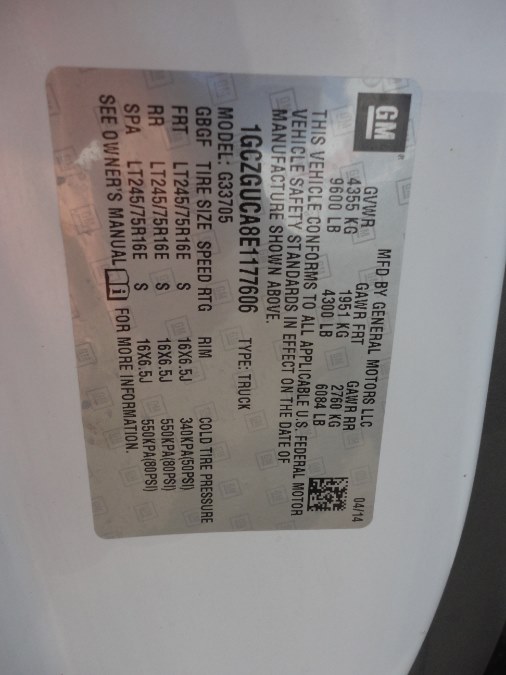 GM
MFD BY GENERAL MOTORS LLC 04/14
GVWR GAWR FRT GAWR RR
4355 KG 1951 KG 2760 KG
9600 LB 4300 LB 6084 LB
THIS VEHICLE CONFORMS TO ALL APPLICABLE U.S. FEDERAL MOTOR
VEHICLE SAFETY STANDARDS IN EFFECT ON THE DATE OF
MANUFACTURE SHOWN ABOVE.
1GCZGUCA8E1177606 TYPE: TRUCK
MODEL: G33705
GBGF TIRE SIZE SPEED RTG RIM COLD TIRE PRESSURE
FRT LT245/75R16E S 16X6.5J 340KPA(50PSI)
RR LT245/75R16E S 16X6.5J 550KPA(80PSI)
SPA LT245/75R16E S 16X6.5J 550KPA(80PSI)
SEE OWNER'S MANUAL i FOR MORE INFORMATION.